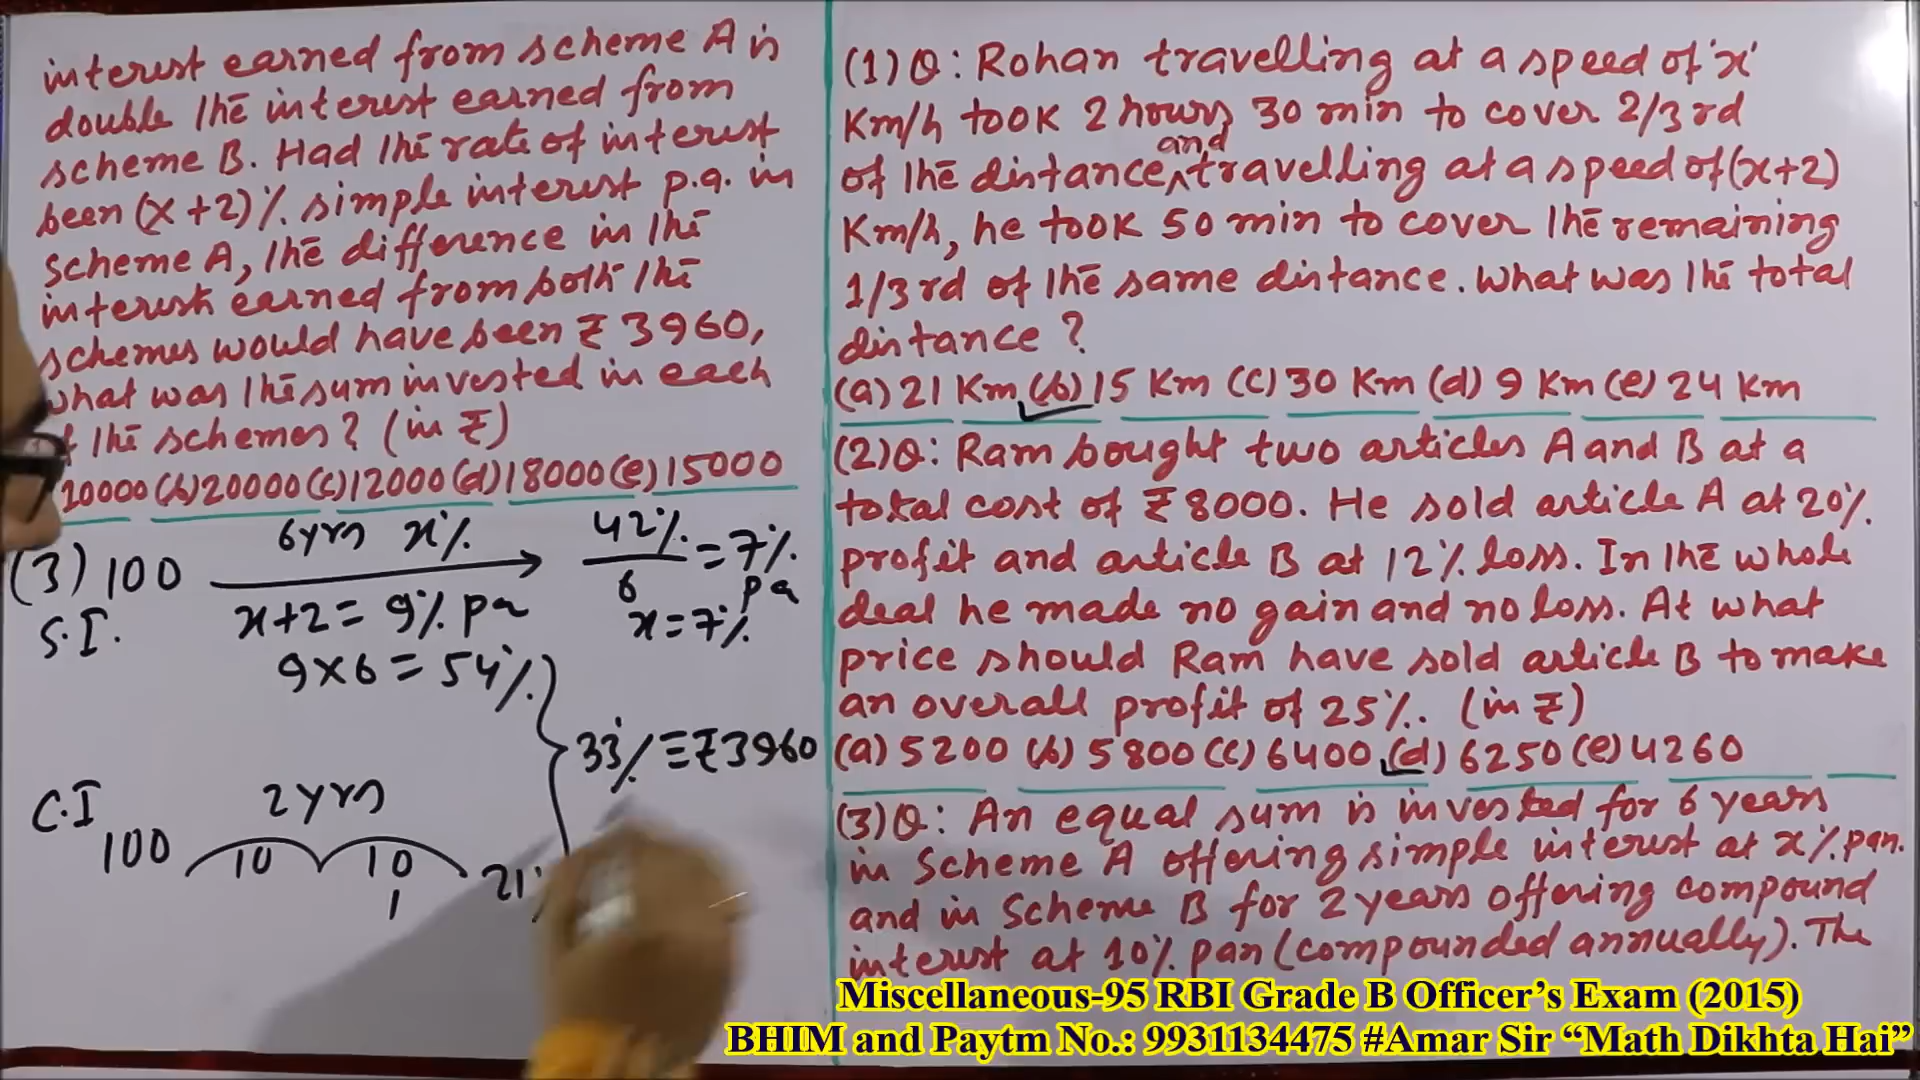 interest earned from scheme A is
double the interest earned from
scheme B. Had the rate of interest
been (x+2)% simple interest p.a. in
scheme A, the difference in the
interest earned from both the
schemes would have been ₹ 3960,
what was the sum invested in each
the schemes? (in ₹)
10000 (b) 20000 (c) 12000 (d) 18000 (e) 15000
(3) 100
6yrs x%
x+2 = 9% pa
42%/6 = 7% pa
x = 7%
S.I.
9×6 = 54%
33% ≡ ₹3960
C.I
2yrs
100 10 10 21%
1
(1)Q: Rohan travelling at a speed of 'x'
Km/h took 2 hours 30 min to cover 2/3rd
of the distance and travelling at a speed of (x+2)
Km/h, he took 50 min to cover the remaining
1/3rd of the same distance. What was the total
distance?
(a) 21 Km (b) 15 Km (c) 30 Km (d) 9 Km (e) 24 Km
(2)Q: Ram bought two articles A and B at a
total cost of ₹8000. He sold article A at 20%
profit and article B at 12% loss. In the whole
deal he made no gain and no loss. At what
price should Ram have sold article B to make
an overall profit of 25%. (in ₹)
(a) 5200 (b) 5800 (c) 6400 (d) 6250 (e) 4260
(3)Q: An equal sum is invested for 6 years
in Scheme A offering simple interest at x% pan.
and in Scheme B for 2 years offering compound
interest at 10% pan (compounded annually). The
Miscellaneous-95 RBI Grade B Officer’s Exam (2015)
BHIM and Paytm No.: 9931134475 #Amar Sir “Math Dikhta Hai”